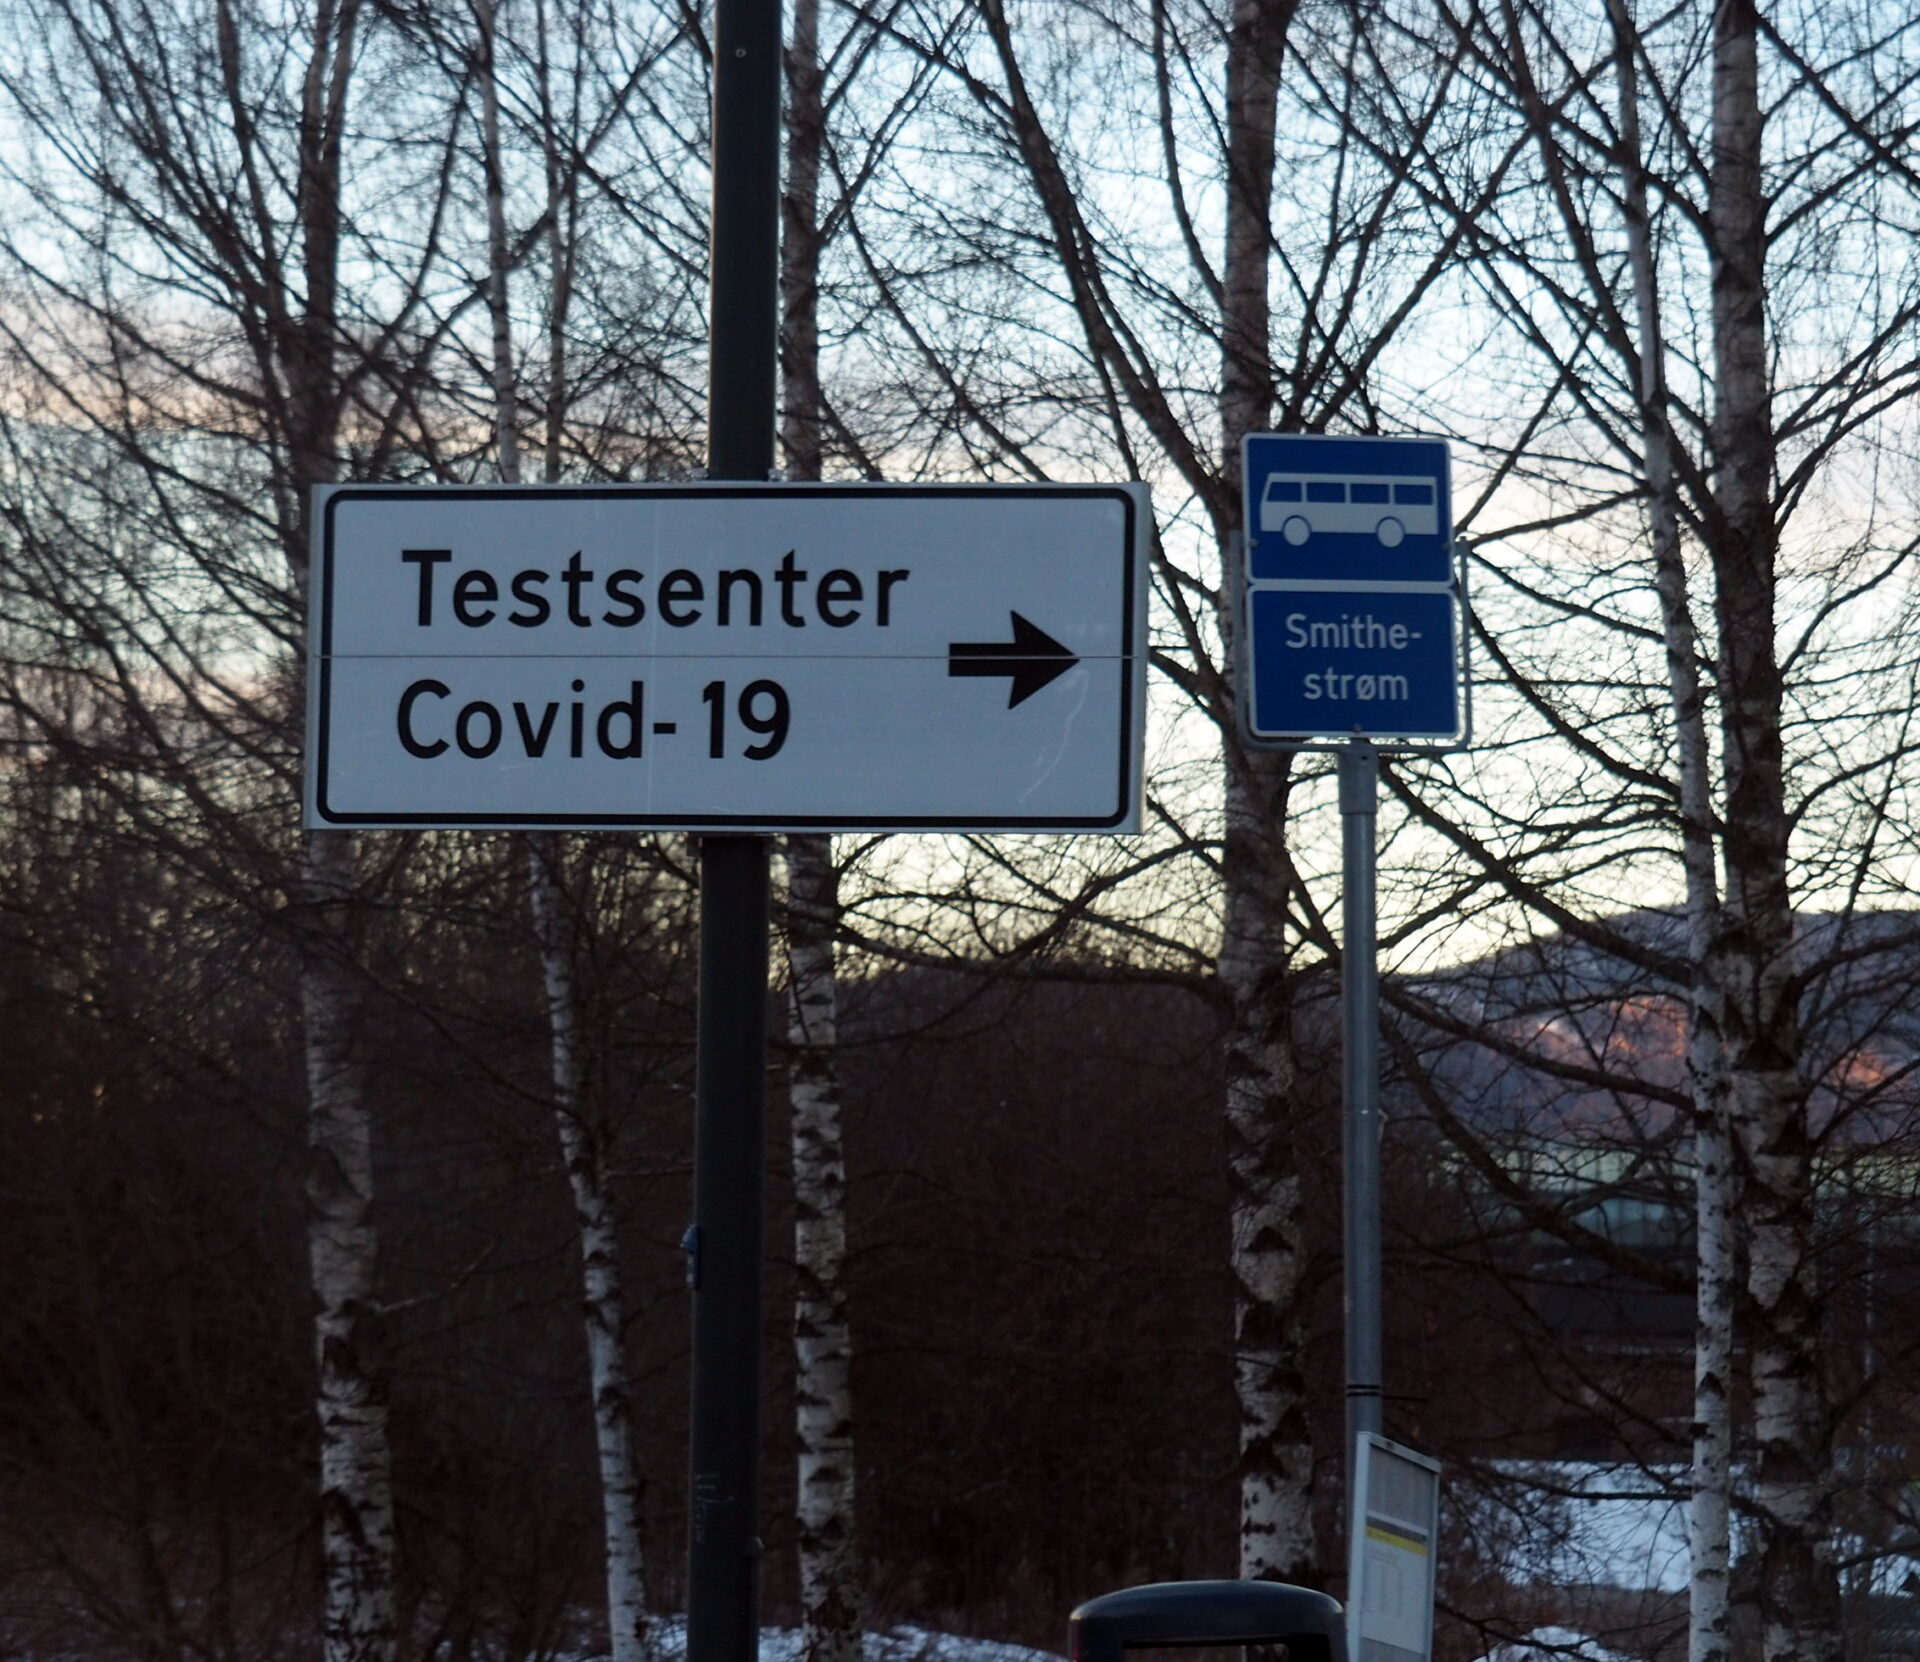 Testsenter
Covid-19
Smithe-
strøm